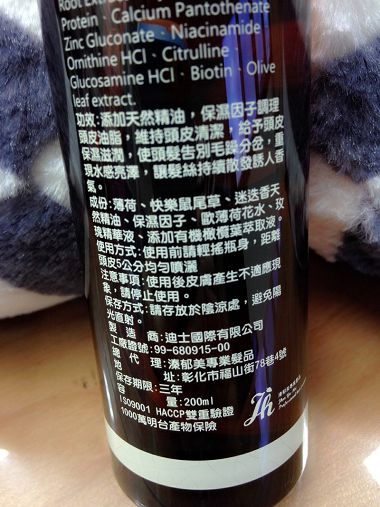 Root Extract
Protein、Calcium Pantothenate
Zinc Gluconate、Niacinamide、
Ornithine HCl、Citrulline、
Glucosamine HCl、Biotin、Olive
leaf extract.
功效:添加天然精油，保濕因子調理
頭皮油脂，維持頭皮清潔，給予頭皮
保濕滋潤，使頭髮告別毛躁分岔，重
現水感亮澤，讓髮絲持續散發誘人香
氣。
成份:薄荷、快樂鼠尾草、迷迭香天
然精油、保濕因子、歐薄荷花水、玫
瑰精華液、添加有機橄欖葉萃取液。
使用方式:使用前請輕搖瓶身，距離
頭皮5公分均勻噴灑
注意事項:使用後皮膚產生不適應現
象，請停止使用。
保存方式:請存放於陰涼處，避免陽
光直射。
製造商:迪士國際有限公司
工廠證號:99-680915-00
總代理:溱郁美專業髮品
地址:彰化市福山街78巷4號
保存期限:三年
容量:200ml
ISO9001 HACCP雙重驗證
1000萬明台產物保險